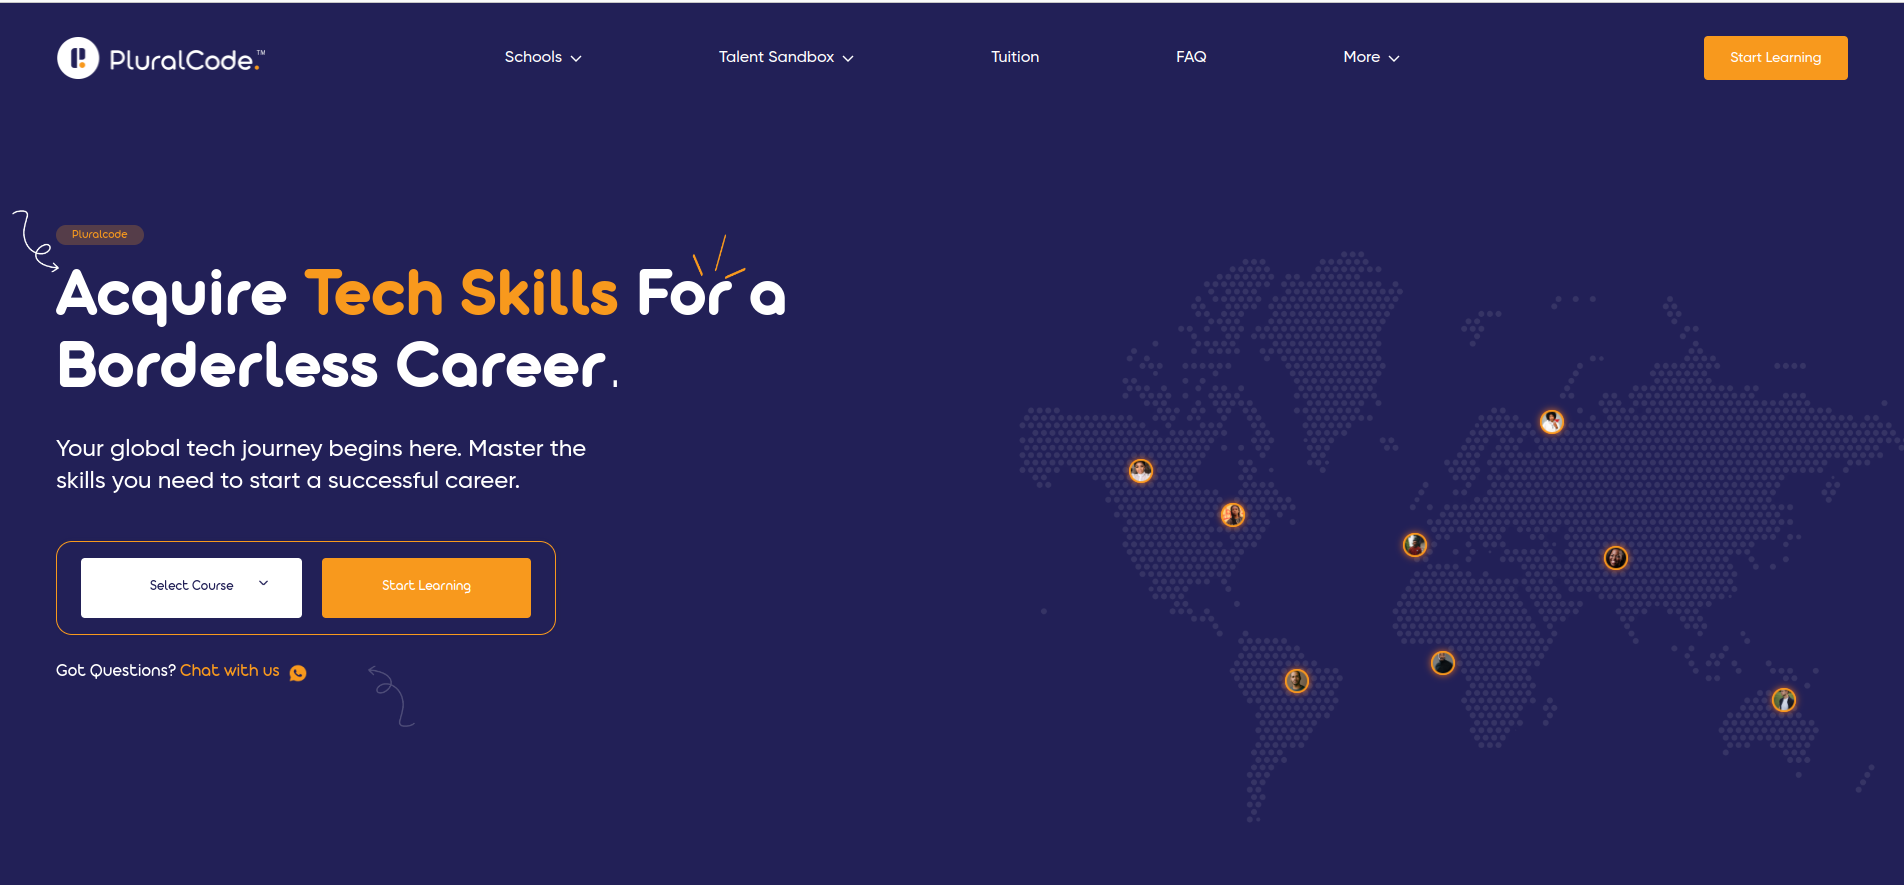 PluralCode.™
Schools
Talent Sandbox
Tuition
FAQ
More
Start Learning
Pluralcode
Acquire Tech Skills For a
Borderless Career.
Your global tech journey begins here. Master the
skills you need to start a successful career.
Select Course
Start Learning
Got Questions? Chat with us